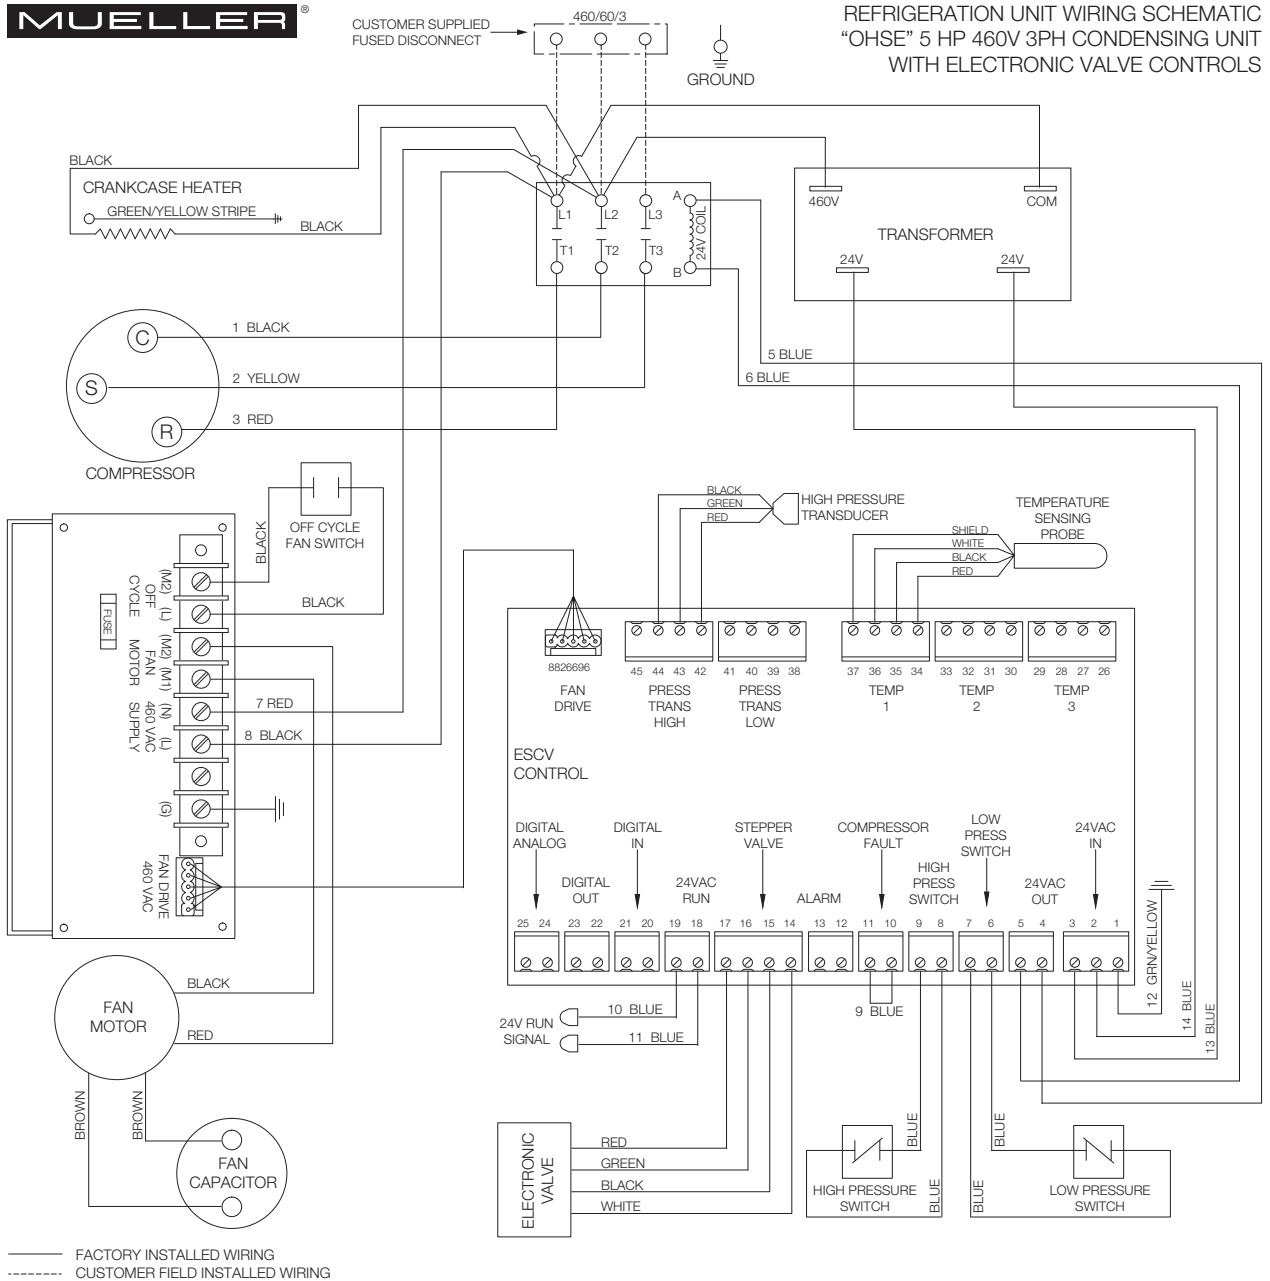 MUELLER ®
REFRIGERATION UNIT WIRING SCHEMATIC
“OHSE” 5 HP 460V 3PH CONDENSING UNIT
WITH ELECTRONIC VALVE CONTROLS
CUSTOMER SUPPLIED
FUSED DISCONNECT
460/60/3
GROUND
BLACK
CRANKCASE HEATER
GREEN/YELLOW STRIPE
BLACK
L1 L2 L3
T1 T2 T3
A
24V COIL
B
460V
COM
TRANSFORMER
24V
24V
C
S
R
COMPRESSOR
1 BLACK
2 YELLOW
3 RED
5 BLUE
6 BLUE
OFF CYCLE
FAN SWITCH
BLACK
BLACK
FUSE
(M2)
(L)
OFF
CYCLE
(M2)
(M1)
FAN
MOTOR
(N)
(L)
460 VAC
SUPPLY
(G)
FAN DRIVE
460 VAC
7 RED
8 BLACK
BLACK
GREEN
RED
HIGH PRESSURE
TRANSDUCER
TEMPERATURE
SENSING
PROBE
SHIELD
WHITE
BLACK
RED
8826696
FAN
DRIVE
45 44 43 42
PRESS
TRANS
HIGH
41 40 39 38
PRESS
TRANS
LOW
37 36 35 34
TEMP
1
33 32 31 30
TEMP
2
29 28 27 26
TEMP
3
ESCV
CONTROL
DIGITAL
ANALOG
DIGITAL
OUT
DIGITAL
IN
24VAC
RUN
STEPPER
VALVE
ALARM
COMPRESSOR
FAULT
HIGH
PRESS
SWITCH
LOW
PRESS
SWITCH
24VAC
OUT
24VAC
IN
25 24 23 22 21 20 19 18 17 16 15 14 13 12 11 10 9 8 7 6 5 4 3 2 1
12 GRN/YELLOW
14 BLUE
13 BLUE
24V RUN
SIGNAL
10 BLUE
11 BLUE
9 BLUE
FAN
MOTOR
BLACK
RED
BROWN
BROWN
FAN
CAPACITOR
ELECTRONIC
VALVE
RED
GREEN
BLACK
WHITE
BLUE
BLUE
HIGH PRESSURE
SWITCH
BLUE
BLUE
LOW PRESSURE
SWITCH
FACTORY INSTALLED WIRING
CUSTOMER FIELD INSTALLED WIRING